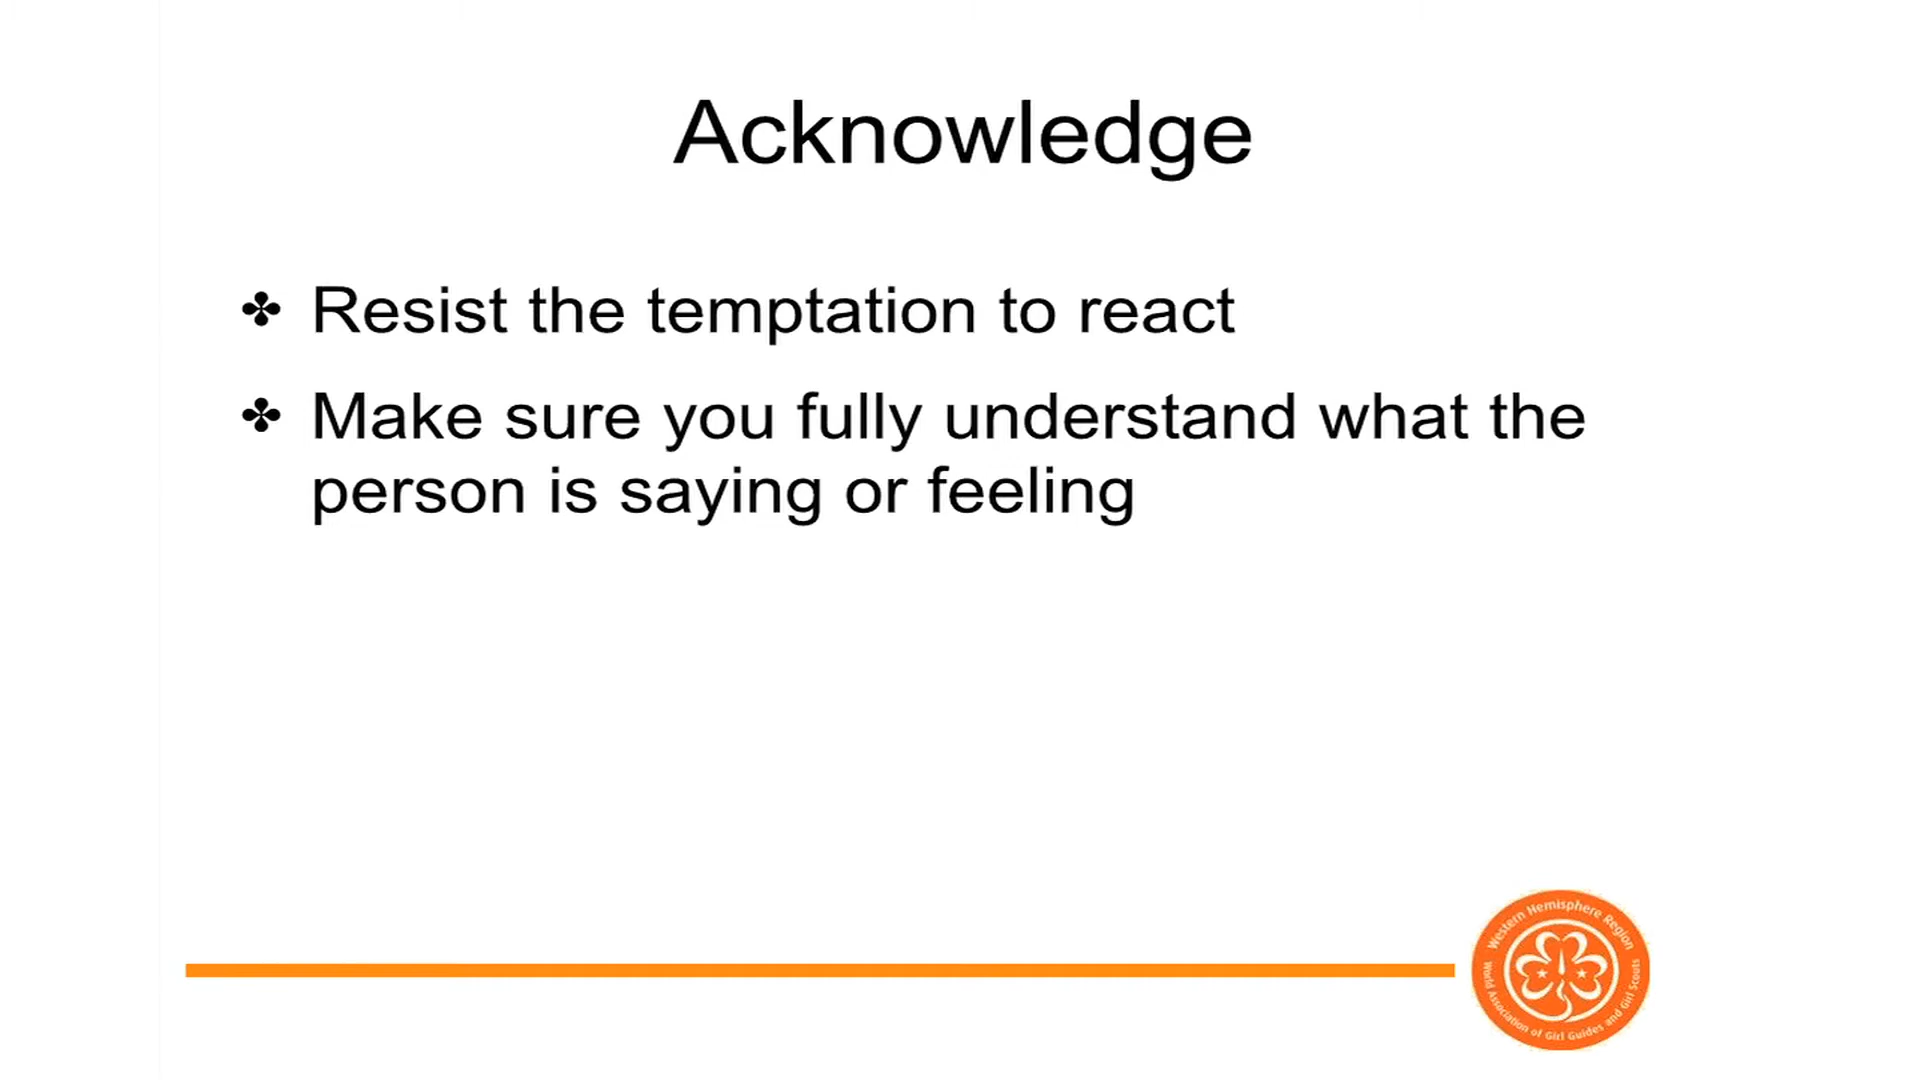 Acknowledge
✤ Resist the temptation to react
✤ Make sure you fully understand what the
person is saying or feeling
Western Hemisphere Region
World Association of Girl Guides and Girl Scouts